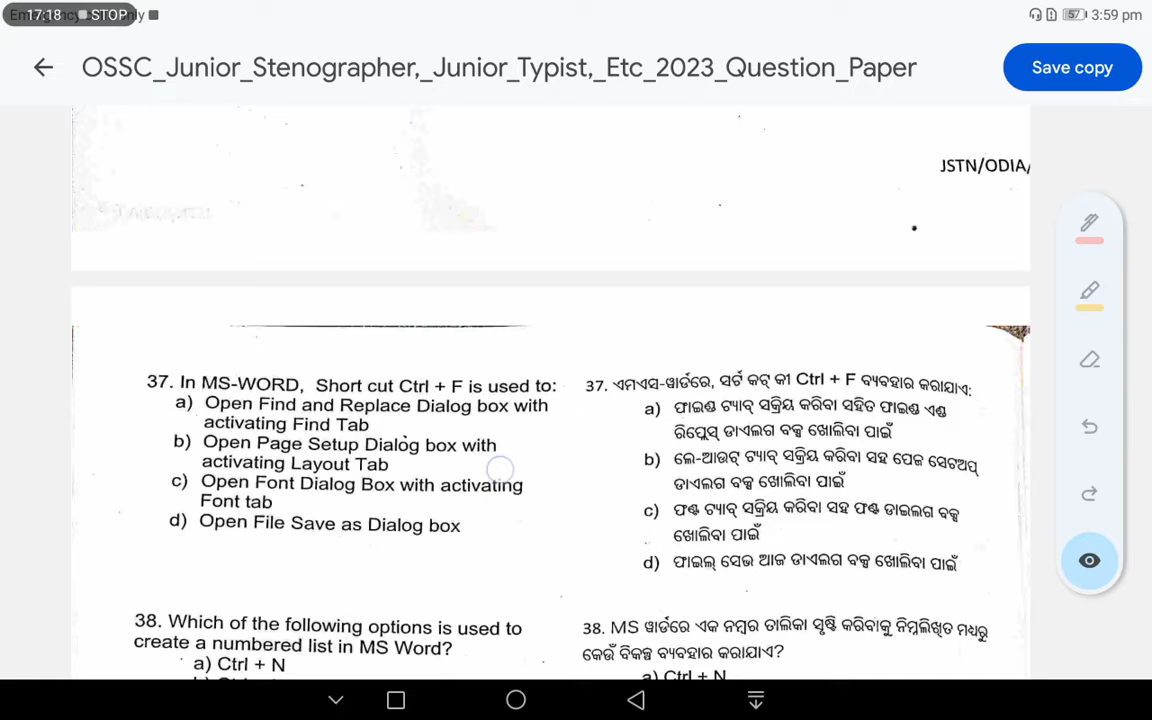 17:18 STOP
3:59 pm
57
OSSC_Junior_Stenographer,_Junior_Typist,_Etc_2023_Question_Paper
Save copy
JSTN/ODIA/
37. In MS-WORD, Short cut Ctrl + F is used to:
a) Open Find and Replace Dialog box with
activating Find Tab
b) Open Page Setup Dialog box with
activating Layout Tab
c) Open Font Dialog Box with activating
Font tab
d) Open File Save as Dialog box
38. Which of the following options is used to
create a numbered list in MS Word?
a) Ctrl + N
37. ଏମଏସ-ୱାର୍ଡରେ, ସର୍ଟ କଟ୍ କୀ Ctrl + F ବ୍ୟବହାର କରାଯାଏ:
a) ଫାଇଣ୍ଡ ଟ୍ୟାବ୍ ସକ୍ରିୟ କରିବା ସହିତ ଫାଇଣ୍ଡ ଏଣ୍ଡ
ରିପ୍ଲେସ୍ ଡାଏଲଗ ବକ୍ସ ଖୋଲିବା ପାଇଁ
b) ଲେ-ଆଉଟ୍ ଟ୍ୟାବ୍ ସକ୍ରିୟ କରିବା ସହ ପେଜ ସେଟଅପ୍
ଡାଏଲଗ ବକ୍ସ ଖୋଲିବା ପାଇଁ
c) ଫଣ୍ଟ ଟ୍ୟାବ୍ ସକ୍ରିୟ କରିବା ସହ ଫଣ୍ଟ ଡାଇଲଗ ବକ୍ସ
ଖୋଲିବା ପାଇଁ
d) ଫାଇଲ୍ ସେଭ ଆଜ ଡାଏଲଗ ବକ୍ସ ଖୋଲିବା ପାଇଁ
38. MS ୱାର୍ଡରେ ଏକ ନମ୍ବର ତାଲିକା ସୃଷ୍ଟି କରିବାକୁ ନିମ୍ନଲିଖିତ ମଧ୍ୟରୁ
କେଉଁ ବିକଳ୍ପ ବ୍ୟବହାର କରାଯାଏ?
a) Ctrl + N